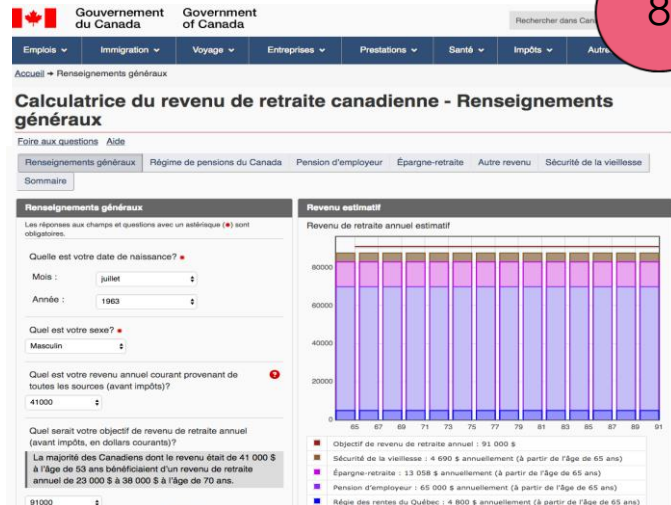 8
Gouvernement du Canada
Government of Canada
Rechercher dans Can
Emplois Immigration Voyage Entreprises Prestations Santé Impôts Autre
Accueil → Renseignements généraux
Calculatrice du revenu de retraite canadienne - Renseignements
généraux
Foire aux questions Aide
Renseignements généraux Régime de pensions du Canada Pension d'employeur Épargne-retraite Autre revenu Sécurité de la vieillesse
Sommaire
Renseignements généraux
Les réponses aux champs et questions avec un astérisque (●) sont
obligatoires.
Quelle est votre date de naissance? ●
Mois : juillet
Année : 1963
Quel est votre sexe? ●
Masculin
Quel est votre revenu annuel courant provenant de
toutes les sources (avant impôts)?
?
41000
Quel serait votre objectif de revenu de retraite annuel
(avant impôts, en dollars courants)?
La majorité des Canadiens dont le revenu était de 41 000 $
à l'âge de 53 ans bénéficiaient d'un revenu de retraite
annuel de 23 000 $ à 38 000 $ à l'âge de 70 ans.
91000
Revenu estimatif
Revenu de retraite annuel estimatif
80000
60000
40000
20000
0
65 67 69 71 73 75 77 79 81 83 85 87 89 91
Objectif de revenu de retraite annuel : 91 000 $
Sécurité de la vieillesse : 4 690 $ annuellement (à partir de l'âge de 65 ans)
Épargne-retraite : 13 058 $ annuellement (à partir de l'âge de 65 ans)
Pension d'employeur : 65 000 $ annuellement (à partir de l'âge de 65 ans)
Régie des rentes du Québec : 4 800 $ annuellement (à partir de l'âge de 65 ans)